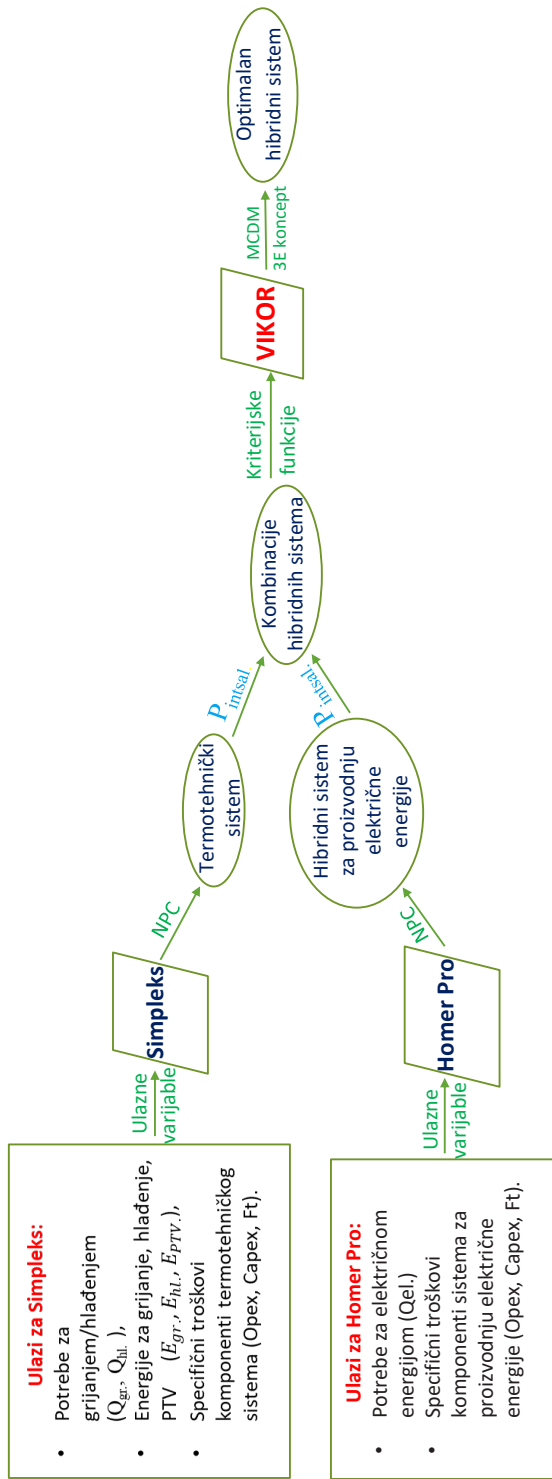 Ulazi za Simpleks:
• Potrebe za
grijanjem/hlađenjem
(Qgr., Qhl.),
• Energije za grijanje, hlađenje,
PTV (Egr., Ehl., EPTV.),
• Specifični troškovi
komponenti termotehničkog
sistema (Opex, Capex, Ft).
Ulazne
varijable
Simpleks
NPC
Termotehnički
sistem
Pintsal.
Ulazi za Homer Pro:
• Potrebe za električnom
energijom (Qel.)
• Specifični troškovi
komponenti sistema za
proizvodnju električne
energije (Opex, Capex, Ft).
Ulazne
varijable
Homer Pro
NPC
Hibridni sistem
za proizvodnju
električne
energije
Pintsal.
Kombinacije
hibridnih sistema
Kriterijske
funkcije
VIKOR
MCDM
3E koncept
Optimalan
hibridni sistem